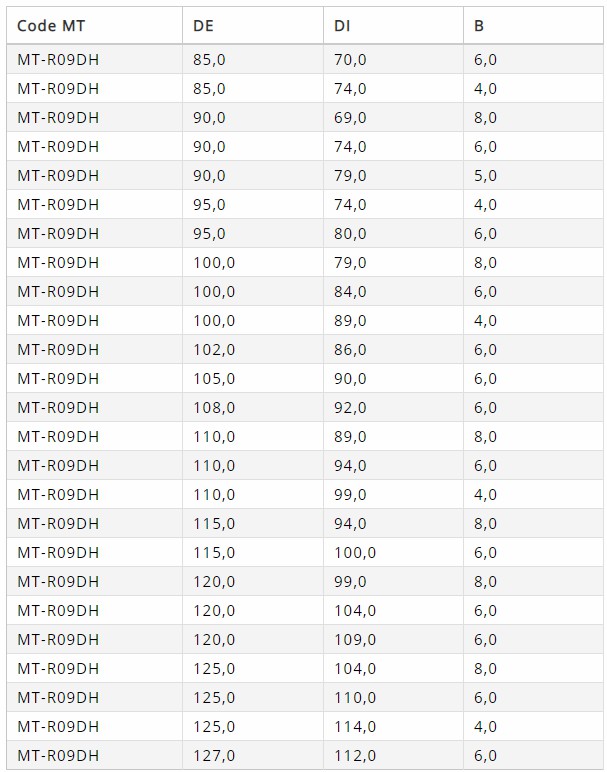 Code MT DE DI B
MT-R09DH 85,0 70,0 6,0
MT-R09DH 85,0 74,0 4,0
MT-R09DH 90,0 69,0 8,0
MT-R09DH 90,0 74,0 6,0
MT-R09DH 90,0 79,0 5,0
MT-R09DH 95,0 74,0 4,0
MT-R09DH 95,0 80,0 6,0
MT-R09DH 100,0 79,0 8,0
MT-R09DH 100,0 84,0 6,0
MT-R09DH 100,0 89,0 4,0
MT-R09DH 102,0 86,0 6,0
MT-R09DH 105,0 90,0 6,0
MT-R09DH 108,0 92,0 6,0
MT-R09DH 110,0 89,0 8,0
MT-R09DH 110,0 94,0 6,0
MT-R09DH 110,0 99,0 4,0
MT-R09DH 115,0 94,0 8,0
MT-R09DH 115,0 100,0 6,0
MT-R09DH 120,0 99,0 8,0
MT-R09DH 120,0 104,0 6,0
MT-R09DH 120,0 109,0 6,0
MT-R09DH 125,0 104,0 8,0
MT-R09DH 125,0 110,0 6,0
MT-R09DH 125,0 114,0 4,0
MT-R09DH 127,0 112,0 6,0